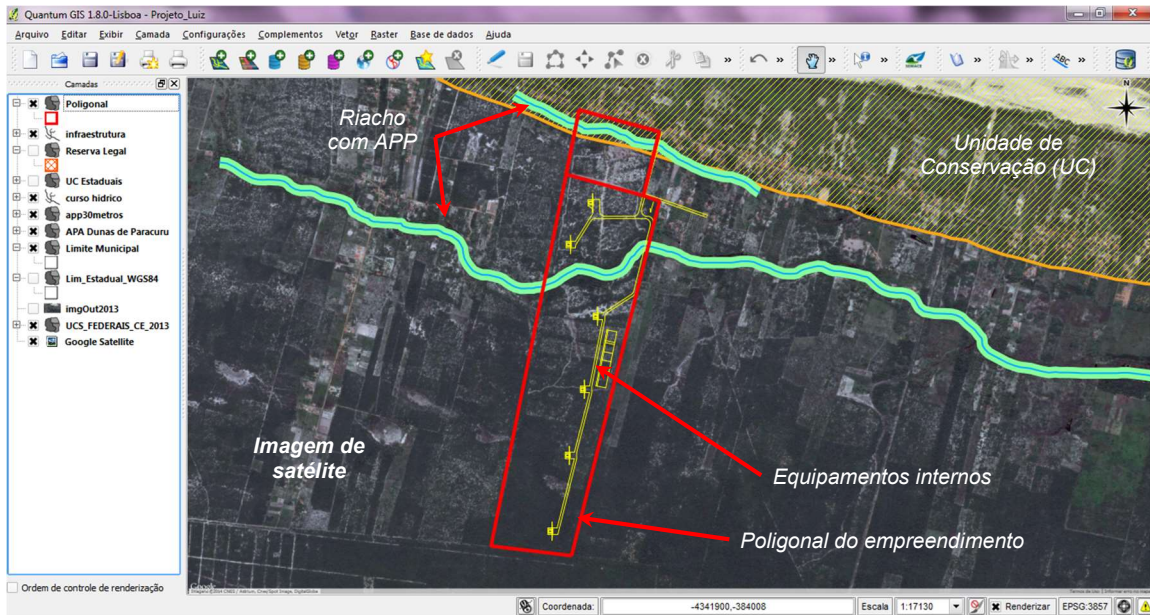 Quantum GIS 1.8.0-Lisboa - Projeto_Luiz
Arquivo Editar Exibir Camada Configurações Complementos Vetor Raster Base de dados Ajuda
Camadas
Poligonal
infraestrutura
Reserva Legal
UC Estaduais
curso hidrico
app30metros
APA Dunas de Paracuru
Limite Municipal
Lim_Estadual_WGS84
imgOut2013
UCS_FEDERAIS_CE_2013
Google Satellite
N
Riacho
com APP
Unidade de
Conservação (UC)
Imagem de
satélite
Equipamentos internos
Poligonal do empreendimento
Google
Ordem de controle de renderização
Coordenada: -4341900,-384008 Escala 1:17130 Renderizar EPSG:3857